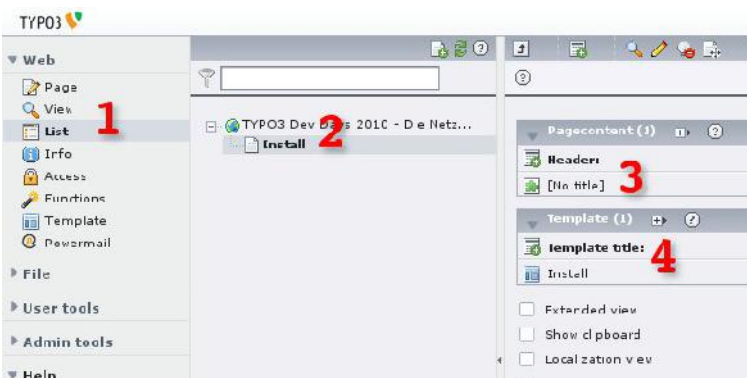 TYPO3
Web
Page
View
List
Info
Access
Functions
Template
Powermail
File
User tools
Admin tools
Help
1
TYPO3 Dev Days 2010 - Die Netz...
Install
2
Pagecontent (1)
Header:
[No title]
3
Template (1)
Template title:
Install
4
Extended view
Show clipboard
Localization view